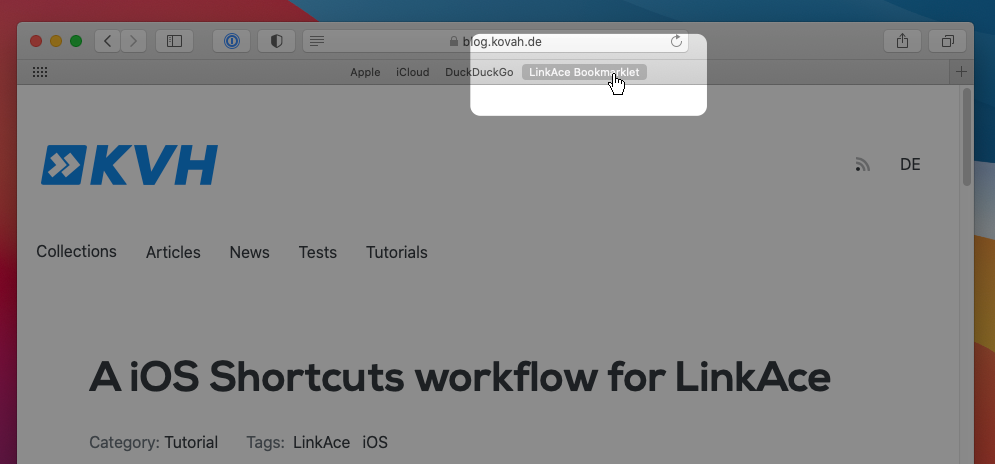 blog.kovah.de
Apple iCloud DuckDuckGo LinkAce Bookmarklet
KVH
DE
Collections Articles News Tests Tutorials
A iOS Shortcuts workflow for LinkAce
Category: Tutorial Tags: LinkAce iOS